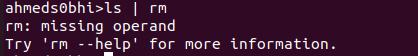 ahmeds0bhi>ls | rm
rm: missing operand
Try 'rm --help' for more information.